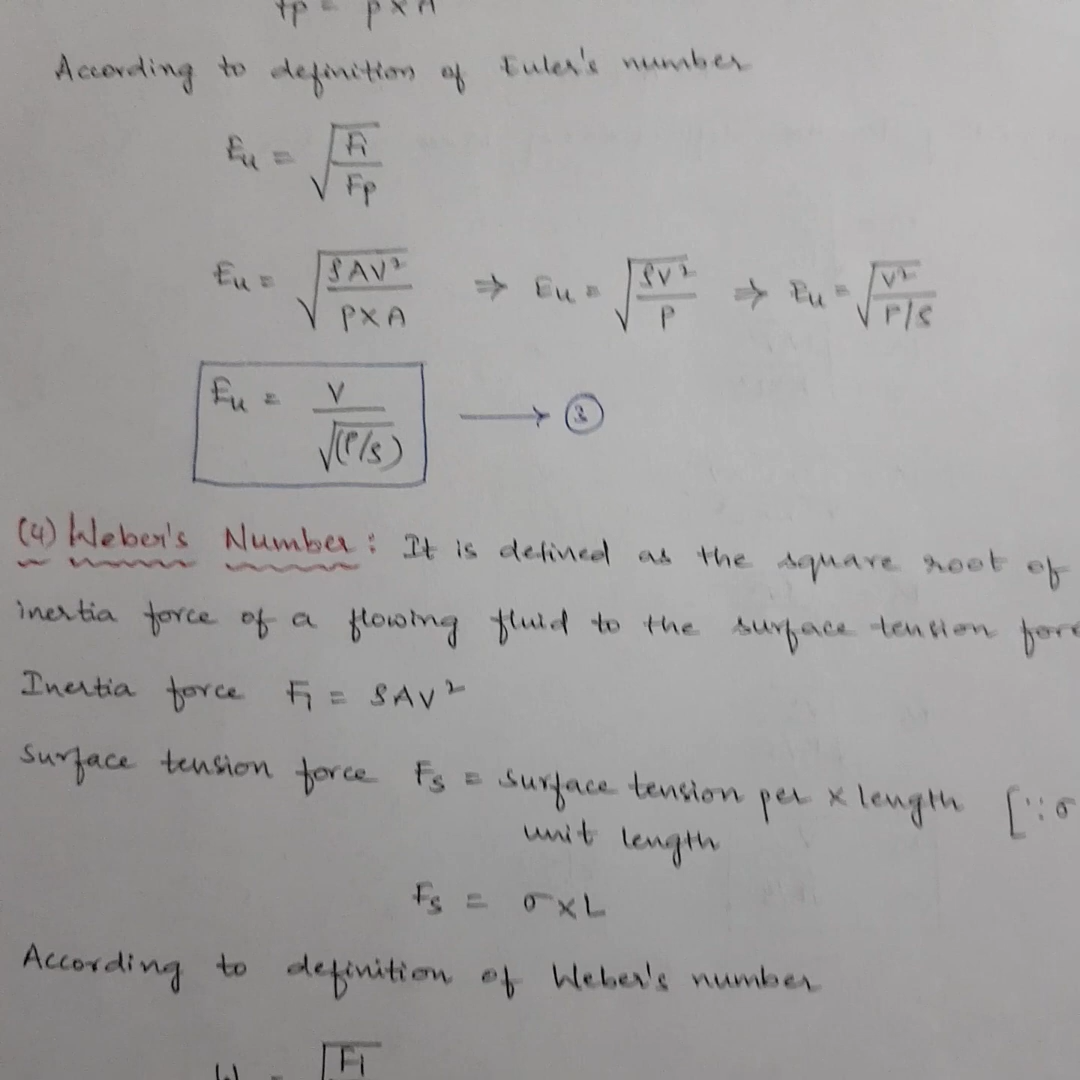 Fp = P x A
According to definition of Euler's number
Eu = √(Fi/Fp)
Eu = √(ρAV²/P×A) ⇒ Eu = √(ρV²/P) ⇒ Eu = √(V²/P/ρ)
Eu = V/√(P/ρ) → ③
(4) Weber's Number : It is defined as the square root of
inertia force of a flowing fluid to the surface tension
Inertia force Fi = ρAV²
Surface tension force Fs = surface tension per x length [∵ σ
unit length
Fs = σ×L
According to definition of Weber's number
W = √Fi